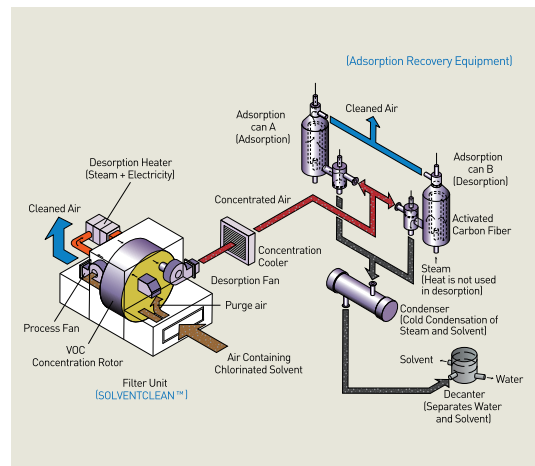 (Adsorption Recovery Equipment)
Cleaned Air
Adsorption
can A
(Adsorption)
Adsorption
can B
(Desorption)
Desorption Heater
(Steam + Electricity)
Cleaned Air
Concentrated Air
Activated
Carbon Fiber
Concentration
Cooler
Desorption Fan
Steam
(Heat is not used
in desorption)
Purge air
Condenser
(Cold Condensation of
Steam and Solvent)
Process Fan
VOC
Concentration Rotor
Air Containing
Chlorinated Solvent
Solvent
Water
Filter Unit
(SOLVENTCLEAN ™)
Decanter
(Separates Water
and Solvent)